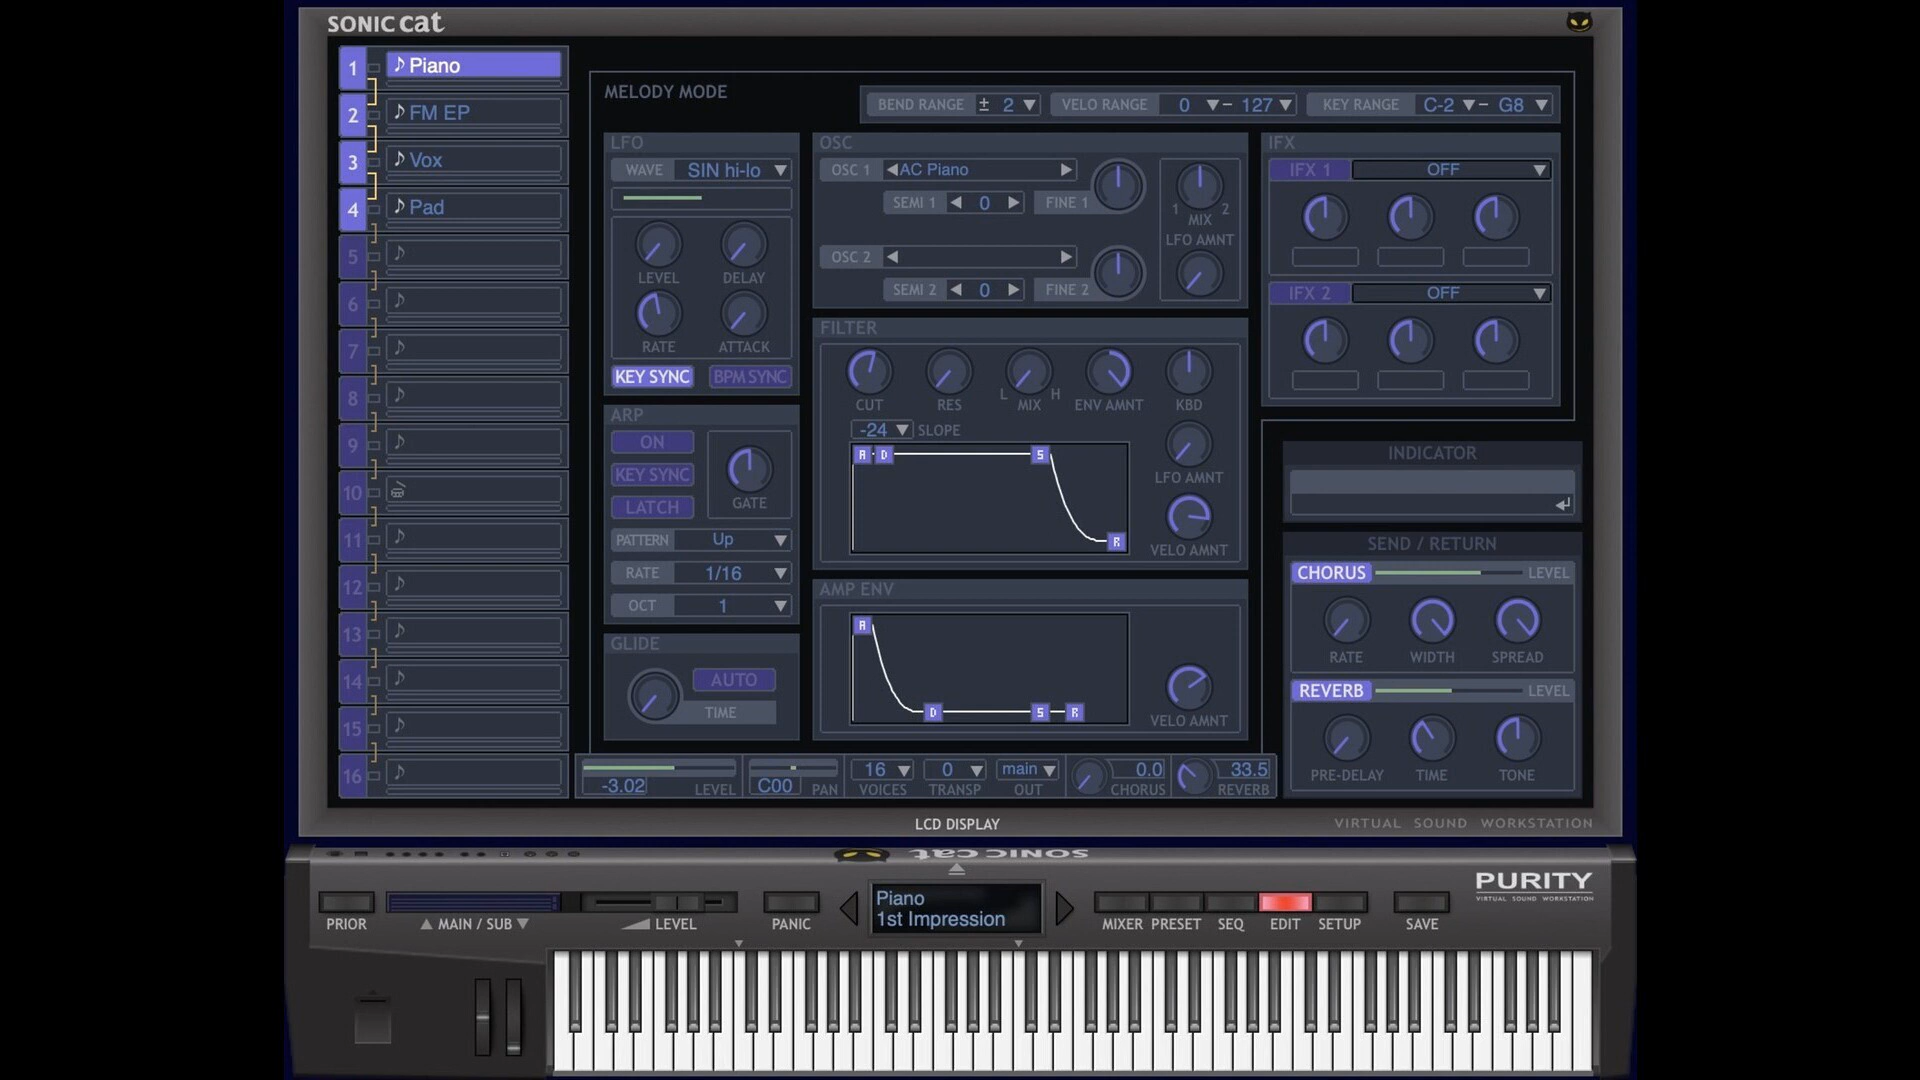 SONIC cat
1 Piano
2 FM EP
3 Vox
4 Pad
5
6
7
8
9
10
11
12
13
14
15
16
MELODY MODE
BEND RANGE ± 2 VELO RANGE 0 – 127 KEY RANGE C-2 – G8
LFO
WAVE SIN hi-lo
LEVEL DELAY
RATE ATTACK
KEY SYNC BPM SYNC
ARP
ON
KEY SYNC
LATCH
GATE
PATTERN Up
RATE 1/16
OCT 1
GLIDE
AUTO
TIME
OSC
OSC 1 AC Piano
SEMI 1 0 FINE 1
OSC 2
SEMI 2 0 FINE 2
1 2
MIX
LFO AMNT
FILTER
CUT RES L MIX H ENV AMNT KBD
-24 SLOPE
A D S R
LFO AMNT
VELO AMNT
AMP ENV
A D S R
VELO AMNT
IFX
IFX 1 OFF
IFX 2 OFF
INDICATOR
SEND / RETURN
CHORUS LEVEL
RATE WIDTH SPREAD
REVERB LEVEL
PRE-DELAY TIME TONE
-3.02 LEVEL
C00 PAN
16 VOICES
0 TRANSP
main OUT
0.0 CHORUS
33.5 REVERB
LCD DISPLAY
VIRTUAL SOUND WORKSTATION
SONIC cat
PRIOR
MAIN / SUB
LEVEL
PANIC
Piano
1st Impression
MIXER PRESET SEQ EDIT SETUP
SAVE
PURITY
VIRTUAL SOUND WORKSTATION